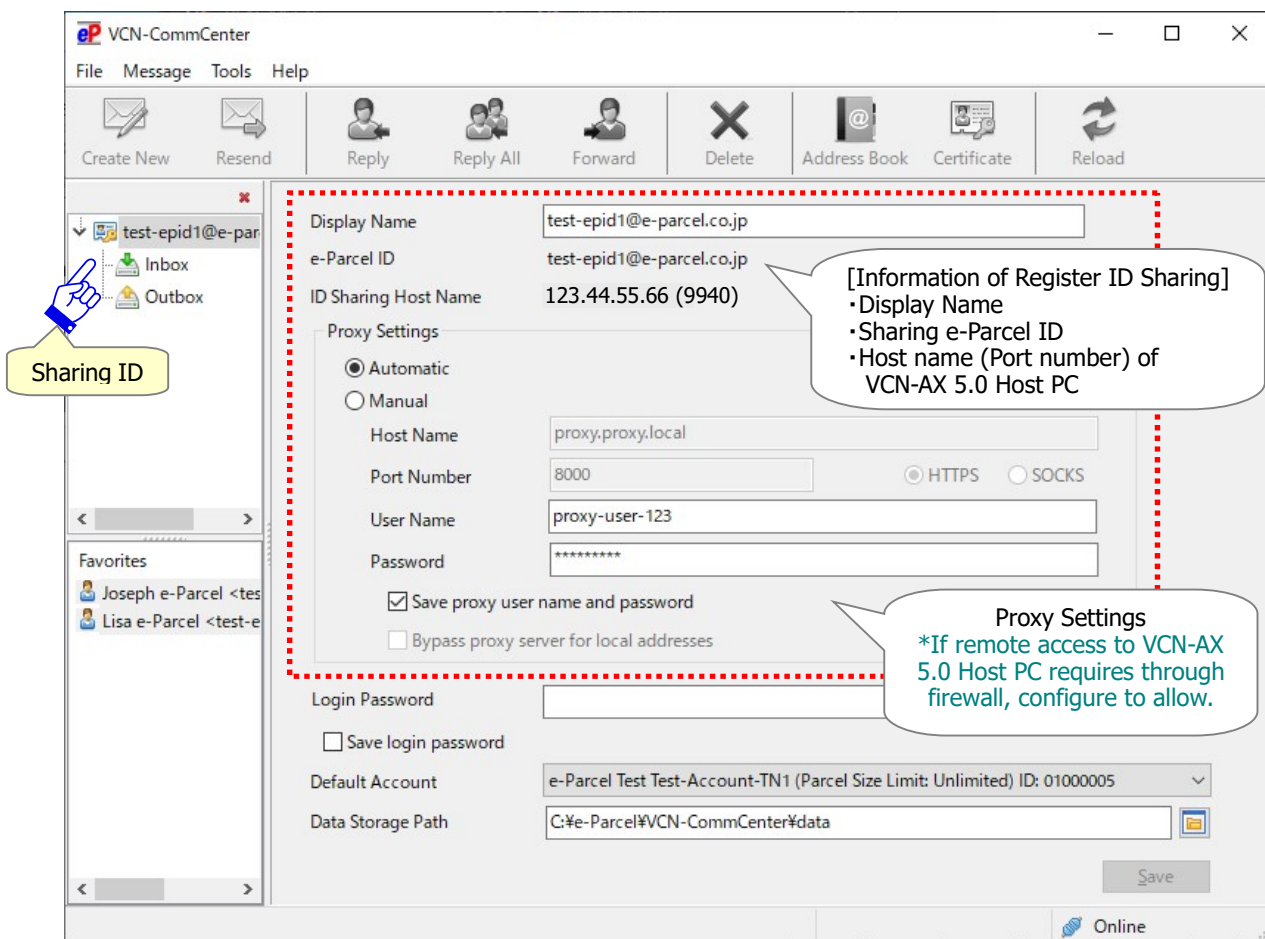 eP VCN-CommCenter
File Message Tools Help
Create New Resend Reply Reply All Forward Delete Address Book Certificate Reload
test-epid1@e-par
Inbox
Outbox
Sharing ID
Favorites
Joseph e-Parcel <tes
Lisa e-Parcel <test-e
Display Name test-epid1@e-parcel.co.jp
e-Parcel ID test-epid1@e-parcel.co.jp
ID Sharing Host Name 123.44.55.66 (9940)
[Information of Register ID Sharing]
・Display Name
・Sharing e-Parcel ID
・Host name (Port number) of
VCN-AX 5.0 Host PC
Proxy Settings
Automatic
Manual
Host Name proxy.proxy.local
Port Number 8000 HTTPS SOCKS
User Name proxy-user-123
Password *********
Save proxy user name and password
Bypass proxy server for local addresses
Proxy Settings
*If remote access to VCN-AX
5.0 Host PC requires through
firewall, configure to allow.
Login Password
Save login password
Default Account e-Parcel Test Test-Account-TN1 (Parcel Size Limit: Unlimited) ID: 01000005
Data Storage Path C:¥e-Parcel¥VCN-CommCenter¥data
Save
Online